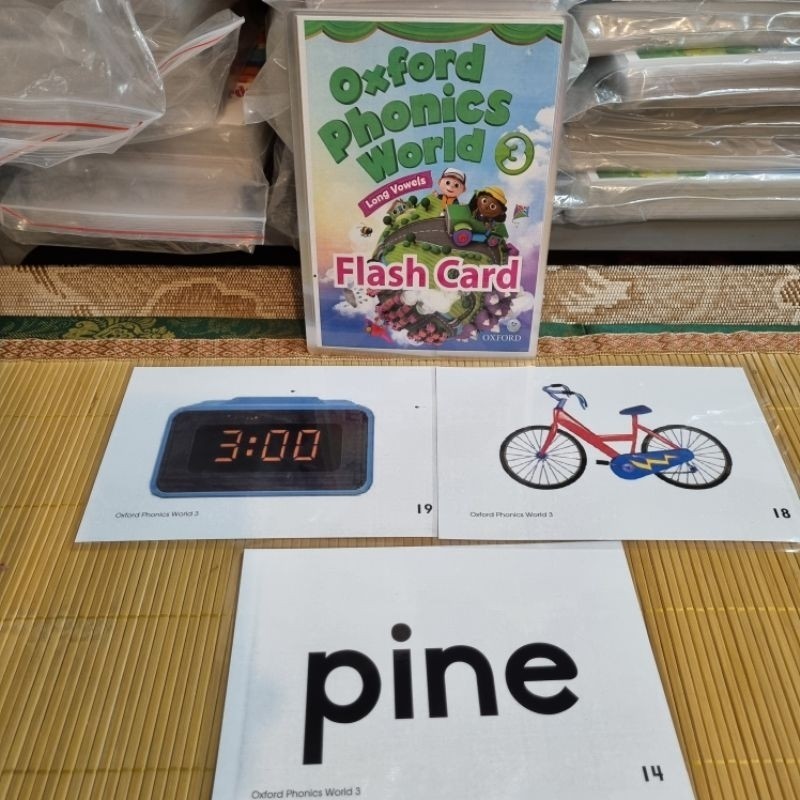 Oxford
Phonics
World 3
Long Vowels
Flash Card
OXFORD
3:00
Oxford Phonics World 3
19
Oxford Phonics World 3
18
pine
Oxford Phonics World 3
14